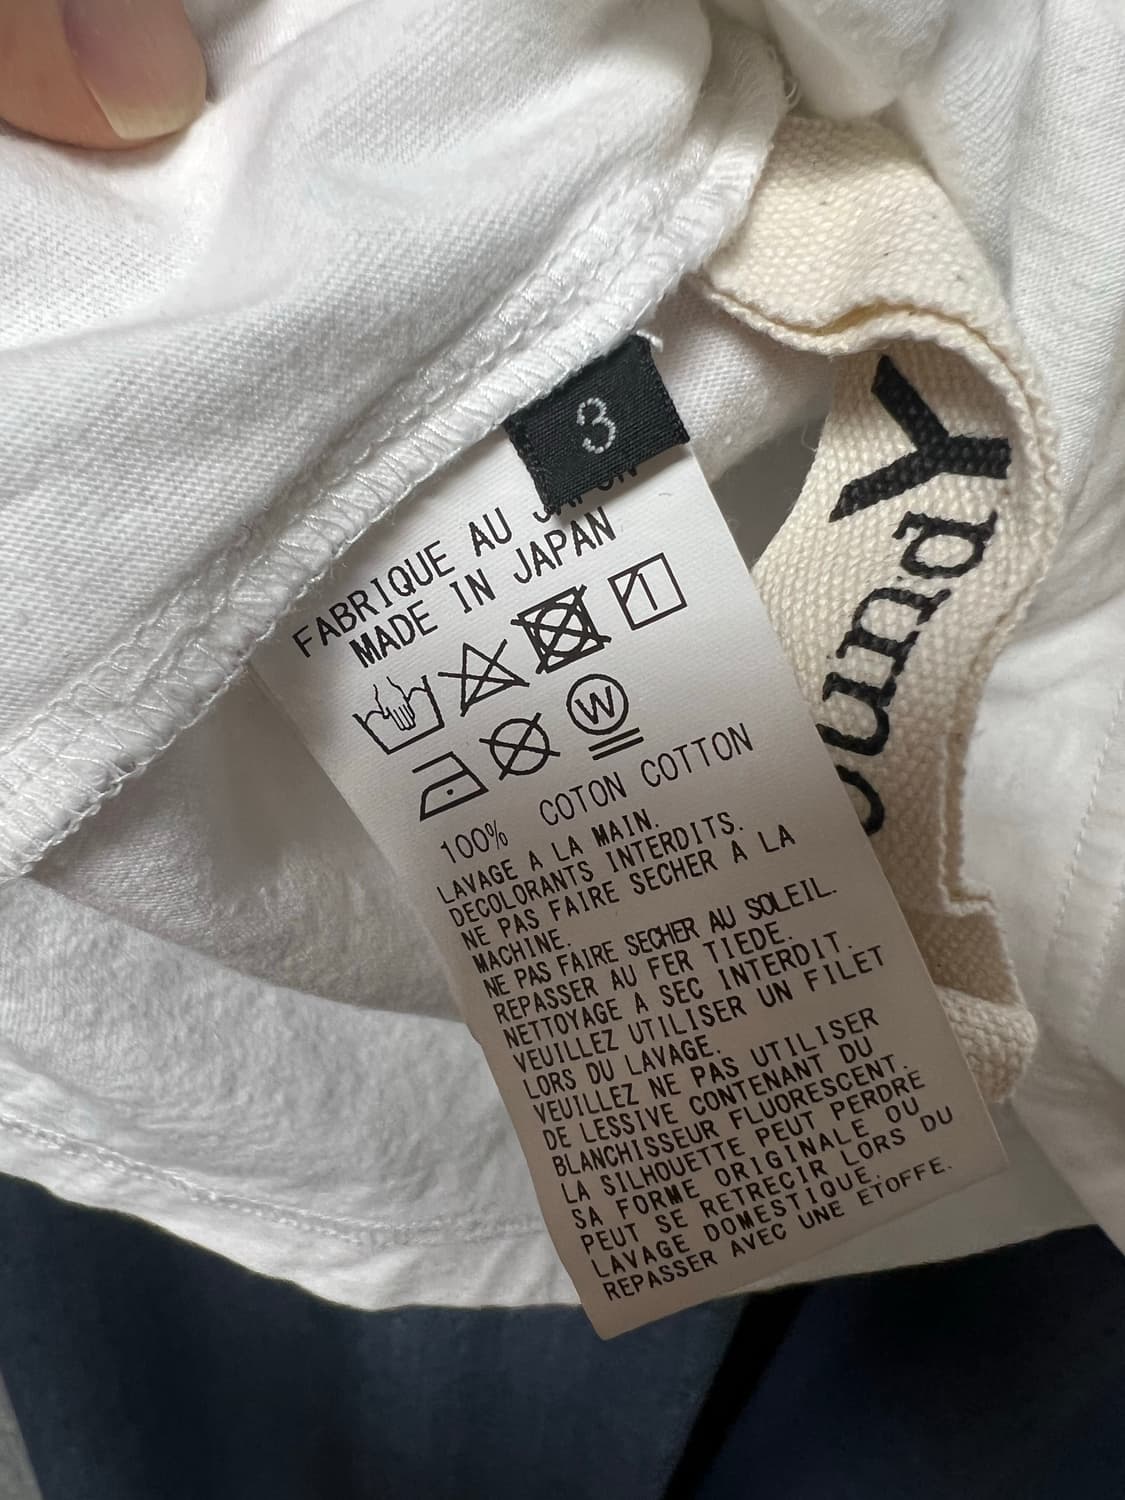 3
FABRIQUE AU JAPON
MADE IN JAPAN
W
100% COTON COTTON
LAVAGE A LA MAIN.
DECOLORANTS INTERDITS.
NE PAS FAIRE SECHER A LA
MACHINE.
NE PAS FAIRE SECHER AU SOLEIL.
REPASSER AU FER TIEDE.
NETTOYAGE A SEC INTERDIT.
VEUILLEZ UTILISER UN FILET
LORS DU LAVAGE.
VEUILLEZ NE PAS UTILISER
DE LESSIVE CONTENANT DU
BLANCHISSEUR FLUORESCENT.
LA SILHOUETTE PEUT PERDRE
SA FORME ORIGINALE OU
PEUT SE RETRECIR LORS DU
LAVAGE DOMESTIQUE.
REPASSER AVEC UNE ETOFFE.